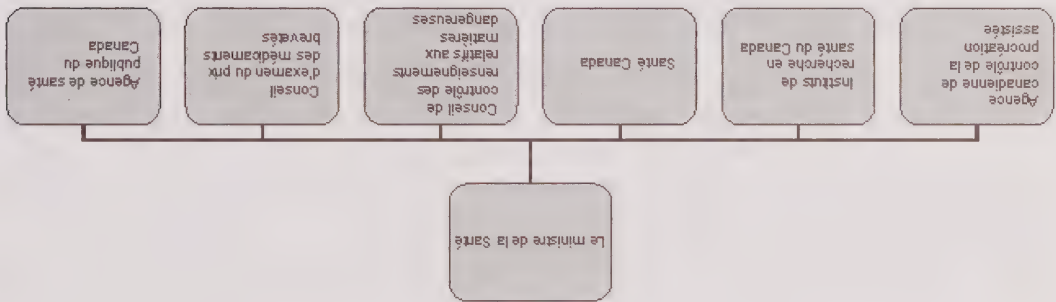 Le ministre de la Santé
Agence
canadienne de
contrôle de la
procréation
assistée
Instituts de
recherche en
santé du Canada
Santé Canada
Conseil de
contrôle des
renseignements
relatifs aux
matières
dangereuses
Conseil
d'examen du prix
des médicaments
brevatés
Agence de santé
publique du
Canada